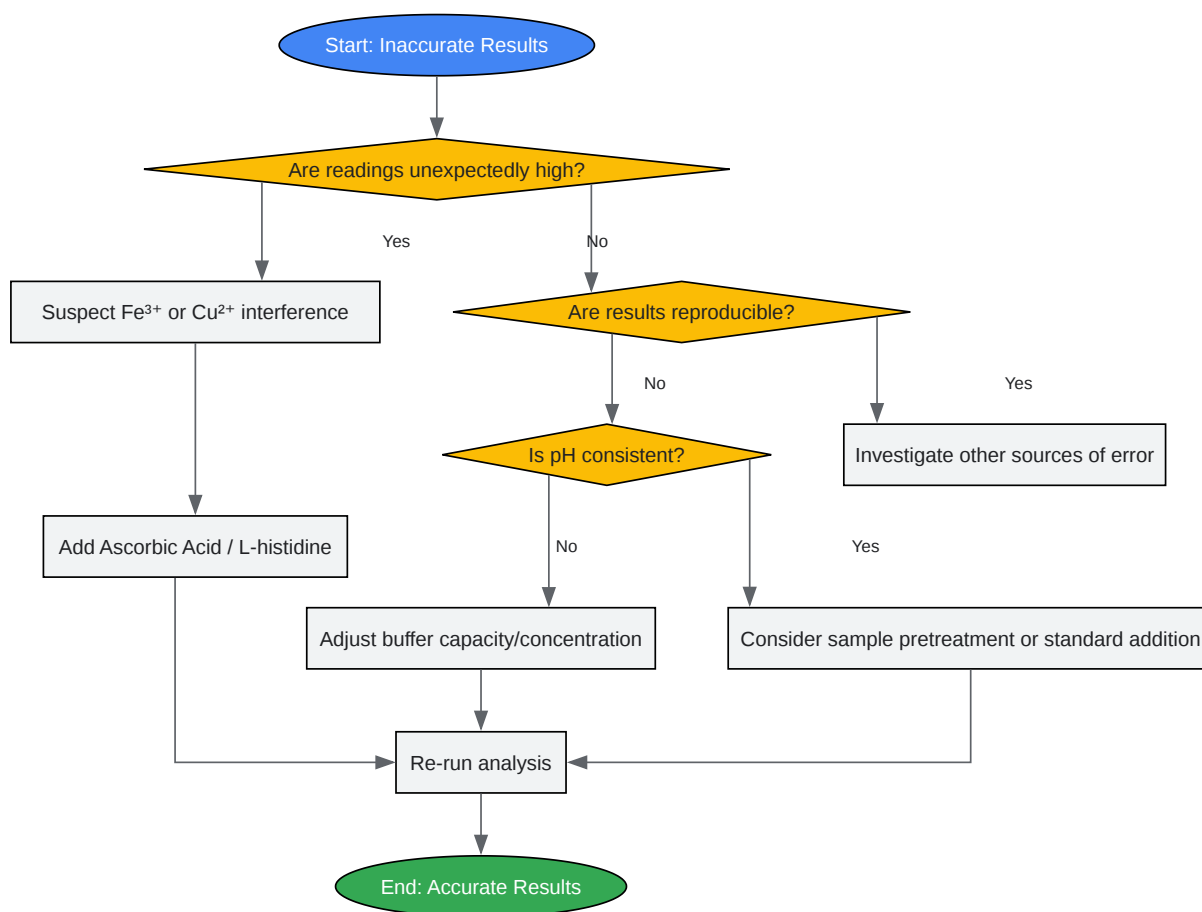 Start: Inaccurate Results
Are readings unexpectedly high?
Yes
No
Suspect Fe³⁺ or Cu²⁺ interference
Are results reproducible?
No
Yes
Is pH consistent?
Investigate other sources of error
Add Ascorbic Acid / L-histidine
No
Yes
Adjust buffer capacity/concentration
Consider sample pretreatment or standard addition
Re-run analysis
End: Accurate Results